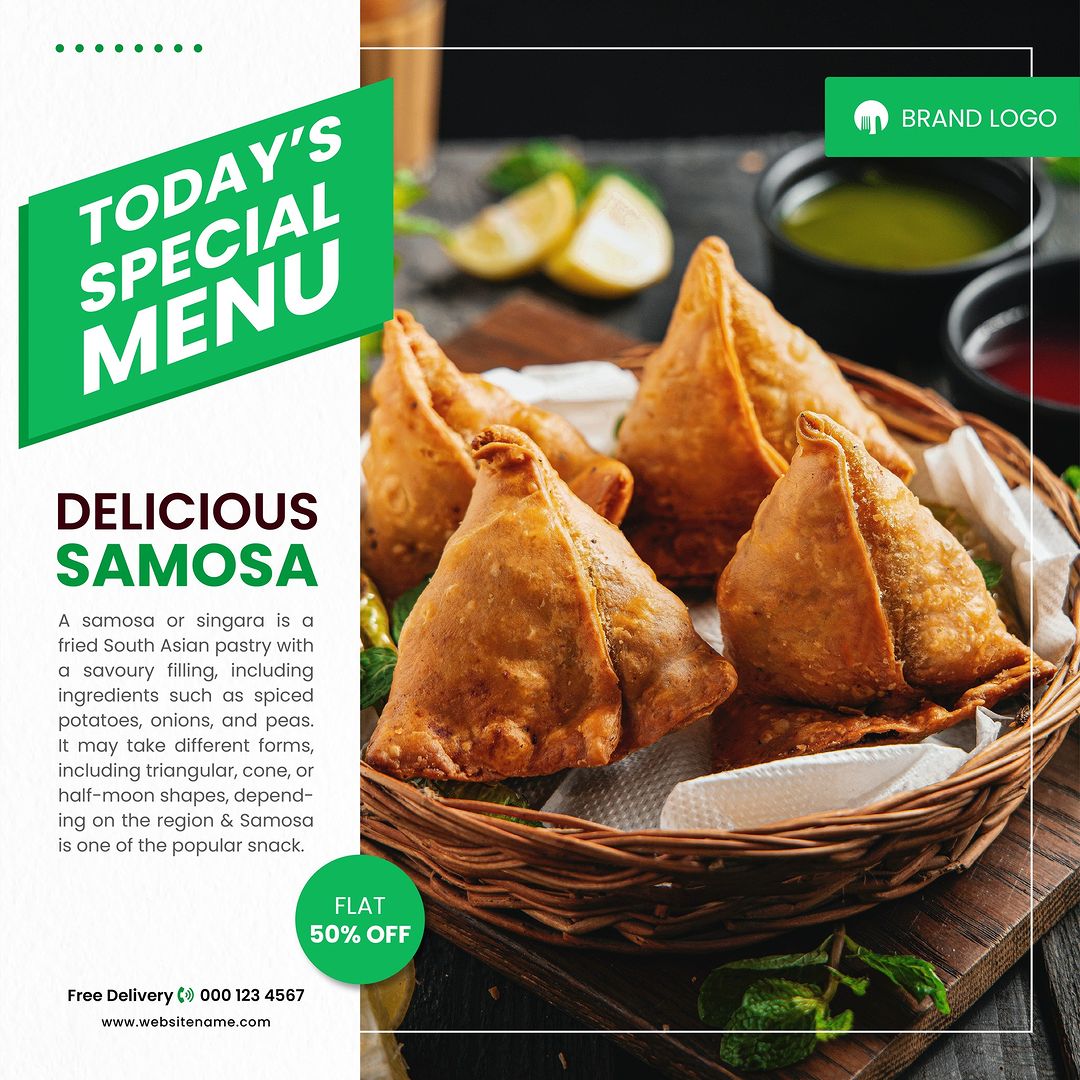 TODAY'S
SPECIAL
MENU
BRAND LOGO
DELICIOUS
SAMOSA
A samosa or singara is a
fried South Asian pastry with
a savoury filling, including
ingredients such as spiced
potatoes, onions, and peas.
It may take different forms,
including triangular, cone, or
half-moon shapes, depend-
ing on the region & Samosa
is one of the popular snack.
FLAT
50% OFF
Free Delivery 000 123 4567
www.websitename.com